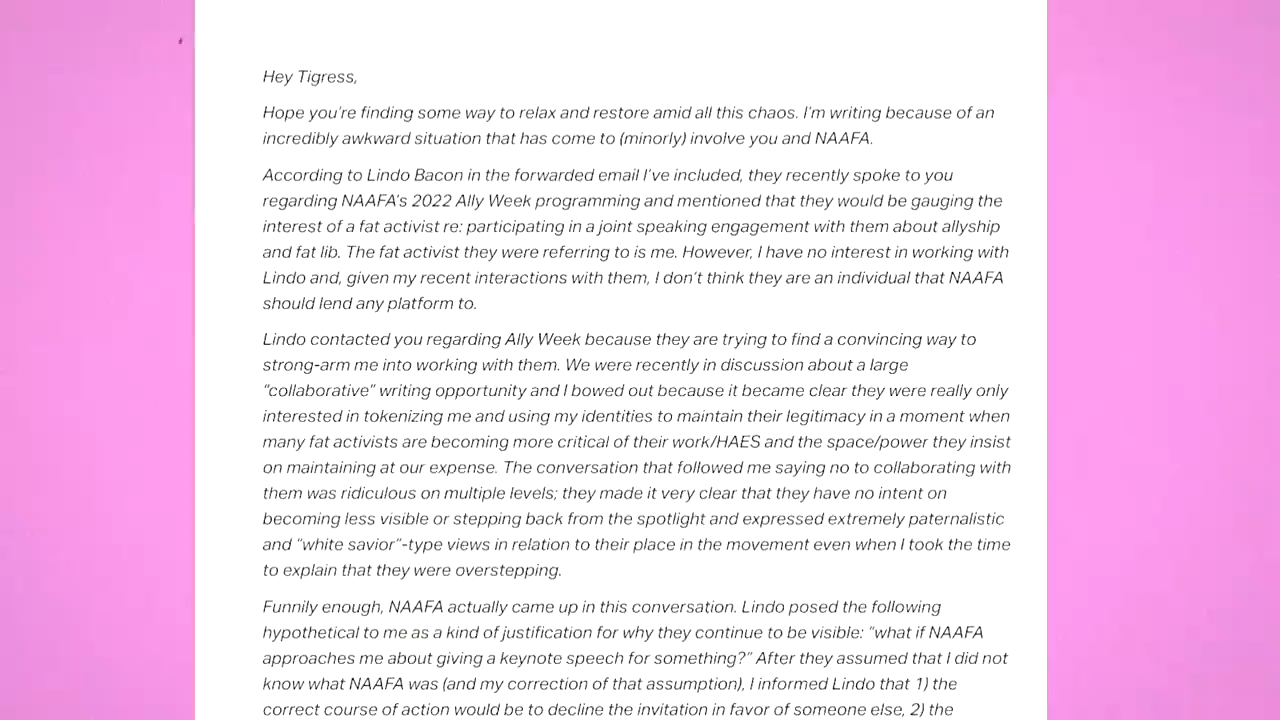 Hey Tigress,
Hope you're finding some way to relax and restore amid all this chaos. I'm writing because of an
incredibly awkward situation that has come to (minorly) involve you and NAAFA.
According to Lindo Bacon in the forwarded email I've included, they recently spoke to you
regarding NAAFA's 2022 Ally Week programming and mentioned that they would be gauging the
interest of a fat activist re: participating in a joint speaking engagement with them about allyship
and fat lib. The fat activist they were referring to is me. However, I have no interest in working with
Lindo and, given my recent interactions with them, I don't think they are an individual that NAAFA
should lend any platform to.
Lindo contacted you regarding Ally Week because they are trying to find a convincing way to
strong-arm me into working with them. We were recently in discussion about a large
"collaborative" writing opportunity and I bowed out because it became clear they were really only
interested in tokenizing me and using my identities to maintain their legitimacy in a moment when
many fat activists are becoming more critical of their work/HAES and the space/power they insist
on maintaining at our expense. The conversation that followed me saying no to collaborating with
them was ridiculous on multiple levels; they made it very clear that they have no intent on
becoming less visible or stepping back from the spotlight and expressed extremely paternalistic
and "white savior"-type views in relation to their place in the movement even when I took the time
to explain that they were overstepping.
Funnily enough, NAAFA actually came up in this conversation. Lindo posed the following
hypothetical to me as a kind of justification for why they continue to be visible: "what if NAAFA
approaches me about giving a keynote speech for something?" After they assumed that I did not
know what NAAFA was (and my correction of that assumption), I informed Lindo that 1) the
correct course of action would be to decline the invitation in favor of someone else, 2) the